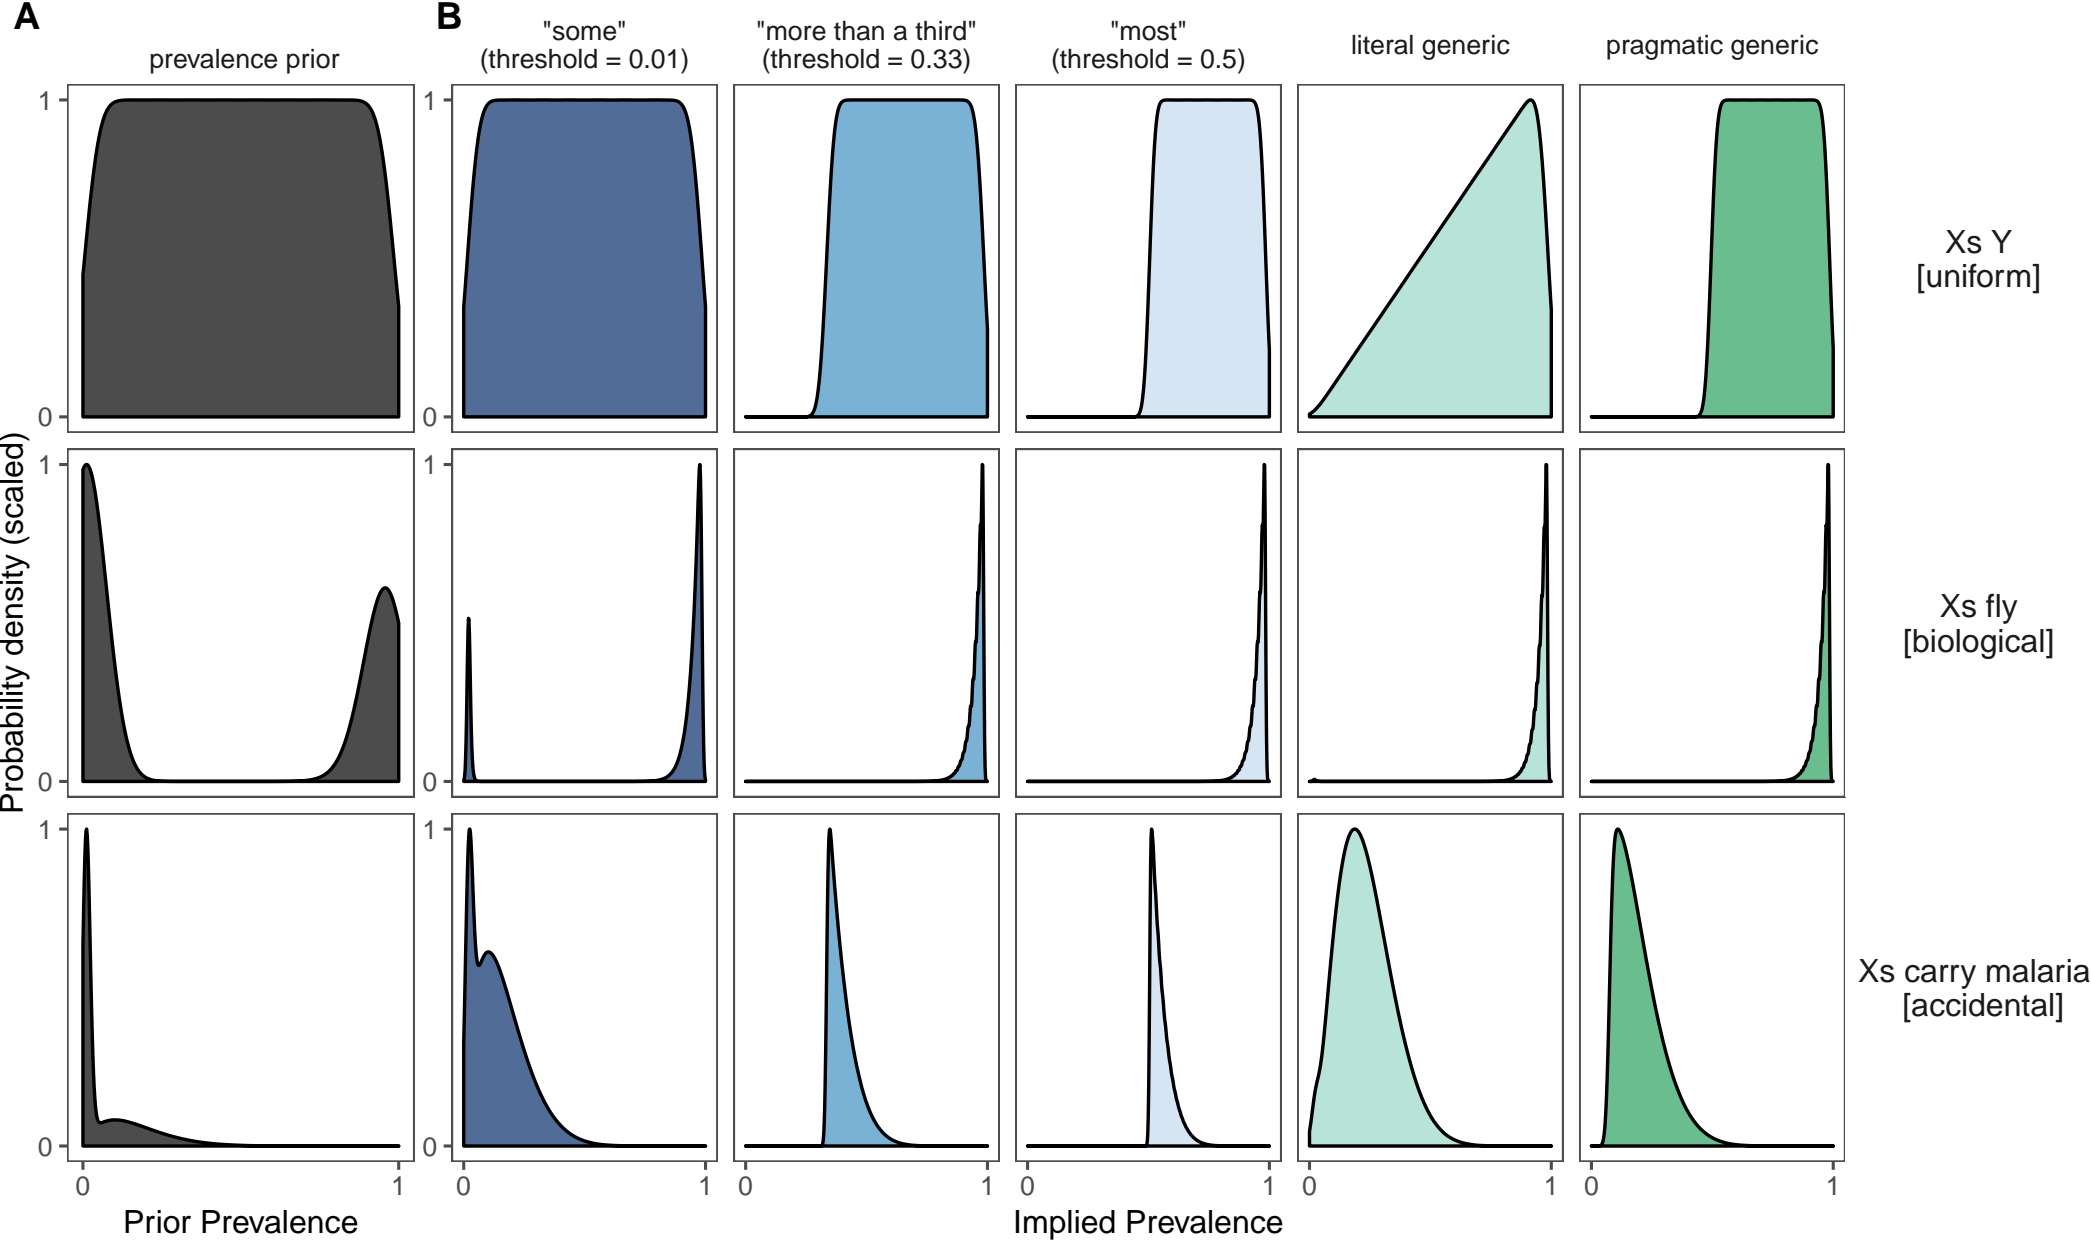 A
B
prevalence prior
"some"
(threshold = 0.01)
"more than a third"
(threshold = 0.33)
"most"
(threshold = 0.5)
literal generic
pragmatic generic
1
0
1
0
Xs Y
[uniform]
Probability density (scaled)
1
0
1
0
Xs fly
[biological]
1
0
1
0
Xs carry malaria
[accidental]
0 1
0 1
0 1
0 1
0 1
0 1
Prior Prevalence
Implied Prevalence